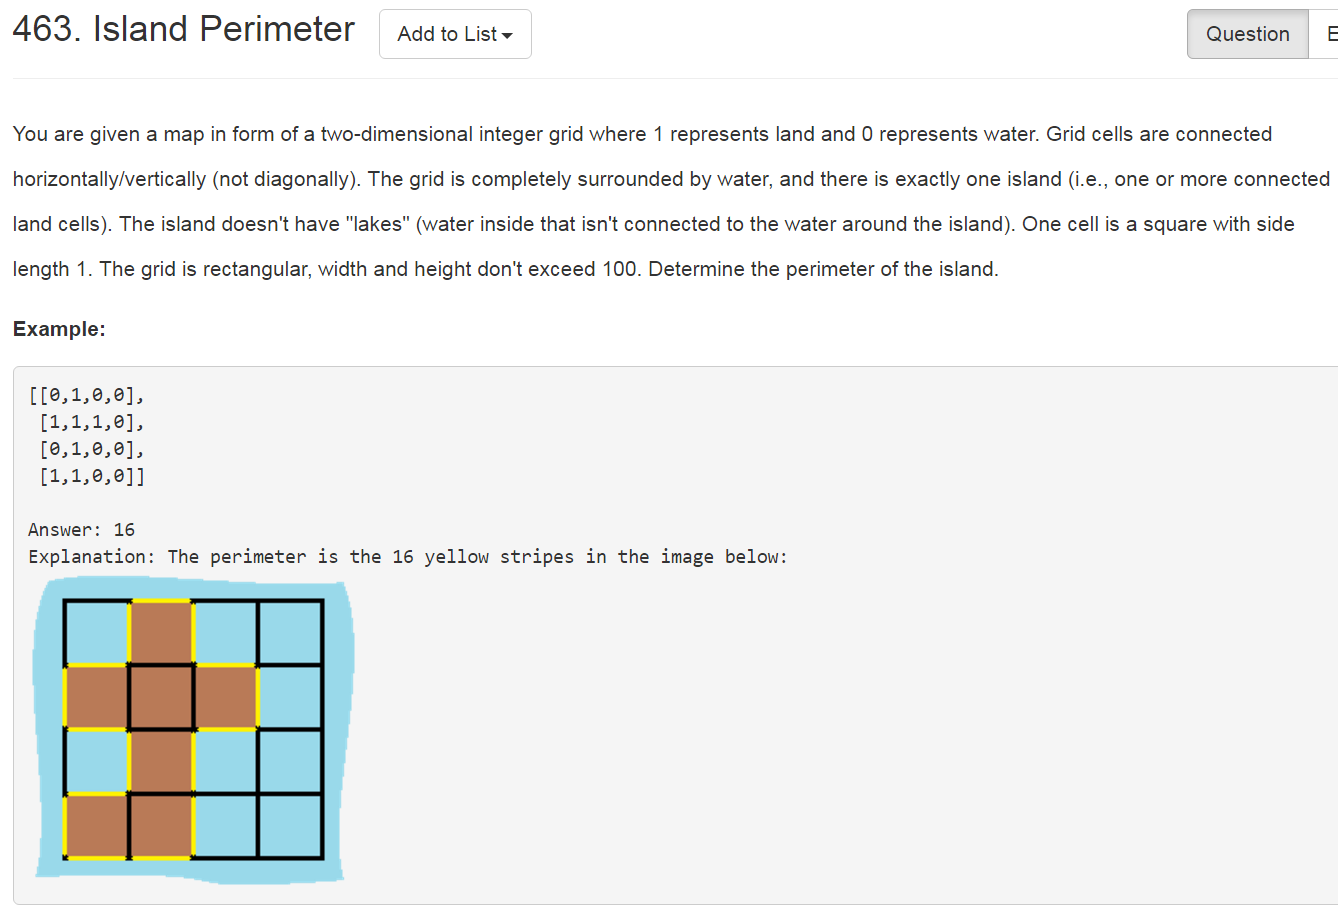 463. Island Perimeter
Add to List
Question
E
You are given a map in form of a two-dimensional integer grid where 1 represents land and 0 represents water. Grid cells are connected
horizontally/vertically (not diagonally). The grid is completely surrounded by water, and there is exactly one island (i.e., one or more connected
land cells). The island doesn't have "lakes" (water inside that isn't connected to the water around the island). One cell is a square with side
length 1. The grid is rectangular, width and height don't exceed 100. Determine the perimeter of the island.
Example:
[[0,1,0,0],
 [1,1,1,0],
 [0,1,0,0],
 [1,1,0,0]]
Answer: 16
Explanation: The perimeter is the 16 yellow stripes in the image below: